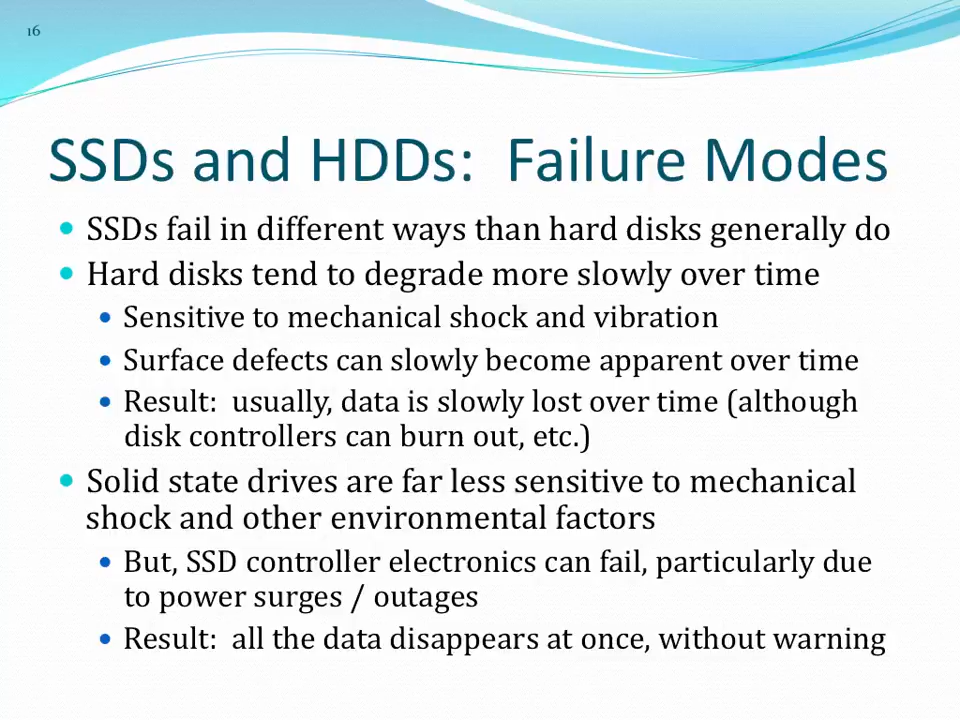 16
SSDs and HDDs:  Failure Modes
• SSDs fail in different ways than hard disks generally do
• Hard disks tend to degrade more slowly over time
• Sensitive to mechanical shock and vibration
• Surface defects can slowly become apparent over time
• Result:  usually, data is slowly lost over time (although
disk controllers can burn out, etc.)
• Solid state drives are far less sensitive to mechanical
shock and other environmental factors
• But, SSD controller electronics can fail, particularly due
to power surges / outages
• Result:  all the data disappears at once, without warning